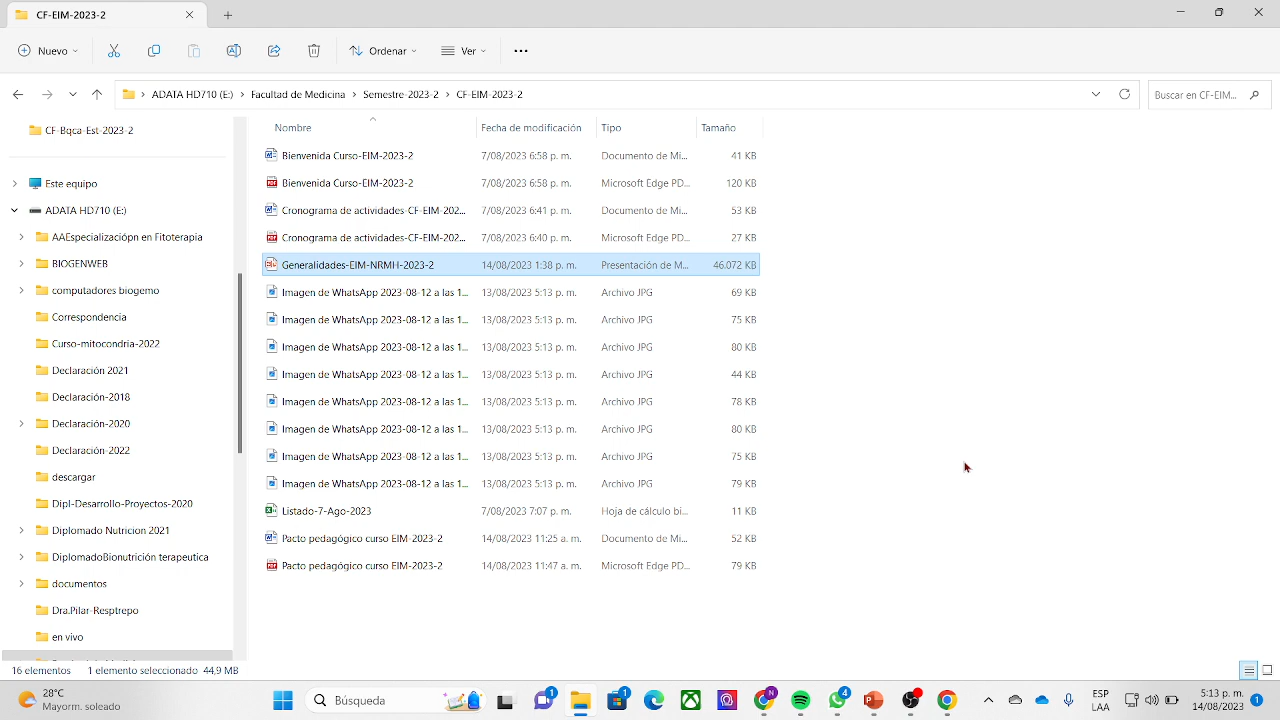 CF-EIM-2023-2
Nuevo
Ordenar
Ver
ADATA HD710 (E:) > Facultad de Medicina > Semestre-2023-2 > CF-EIM-2023-2
Buscar en CF-EIM...
CF-Bqca-Est-2023-2
Este equipo
ADATA HD710 (E:)
AAEspecializaciópn en Fitoterapia
BIOGENWEB
computadores biogemo
Correspondencia
Curso-mitocondria-2022
Declaración 2021
Declaración-2018
Declaración-2020
Declaración-2022
descargar
Dipl-Desarrollo-Proyectos-2020
Diplomado Nutricion 2021
DiplomadoBionutrición terapeutica
documentos
Dra.Pilar-Resptrepo
en vivo
Nombre Fecha de modificación Tipo Tamaño
Bienvenida Curso-EIM-2023-2 7/08/2023 6:58 p. m. Documento de Mi... 41 KB
Bienvenida Curso-EIM-2023-2 7/08/2023 6:58 p. m. Microsoft Edge PD... 120 KB
Cronograma de actividades-CF-EIM-202... 7/08/2023 6:41 p. m. Documento de Mi... 53 KB
Cronograma de actividades-CF-EIM-202... 7/08/2023 6:40 p. m. Microsoft Edge PD... 27 KB
Generalidades-EIM-NRMH-2023-2 14/08/2023 1:38 p. m. Presentación de M... 46.072 KB
Imagen de WhatsApp 2023-08-12 a las 1... 13/08/2023 5:13 p. m. Archivo JPG 69 KB
Imagen de WhatsApp 2023-08-12 a las 1... 13/08/2023 5:13 p. m. Archivo JPG 75 KB
Imagen de WhatsApp 2023-08-12 a las 1... 13/08/2023 5:13 p. m. Archivo JPG 80 KB
Imagen de WhatsApp 2023-08-12 a las 1... 13/08/2023 5:13 p. m. Archivo JPG 44 KB
Imagen de WhatsApp 2023-08-12 a las 1... 13/08/2023 5:13 p. m. Archivo JPG 78 KB
Imagen de WhatsApp 2023-08-12 a las 1... 13/08/2023 5:13 p. m. Archivo JPG 80 KB
Imagen de WhatsApp 2023-08-12 a las 1... 13/08/2023 5:13 p. m. Archivo JPG 75 KB
Imagen de WhatsApp 2023-08-12 a las 1... 13/08/2023 5:13 p. m. Archivo JPG 79 KB
Listado-7-Ago-2023 7/08/2023 7:07 p. m. Hoja de cálculo bi... 11 KB
Pacto pedagógico curso EIM-2023-2 14/08/2023 11:25 a. m. Documento de Mi... 52 KB
Pacto pedagógico curso EIM-2023-2 14/08/2023 11:47 a. m. Microsoft Edge PD... 79 KB
16 elementos 1 elemento seleccionado 44,9 MB
28°C
Mayorm. soleado
Búsqueda
1
1
N
4
ESP
LAA
5:13 p. m.
14/08/2023
1